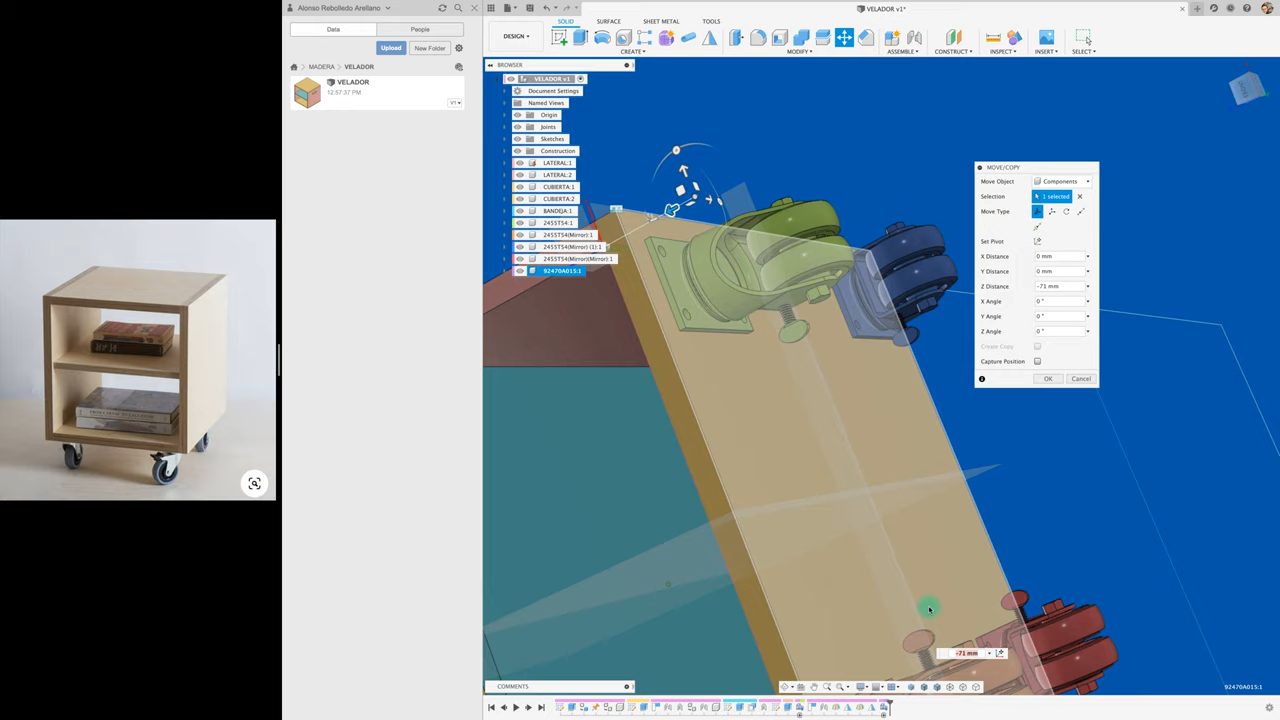 Alonso Rebolledo Arellano
Data
People
Upload
New Folder
MADERA
VELADOR
VELADOR
12:57:37 PM
V1
VELADOR v1*
SOLID
SURFACE
SHEET METAL
TOOLS
DESIGN
CREATE
MODIFY
ASSEMBLE
CONSTRUCT
INSPECT
INSERT
SELECT
BROWSER
VELADOR v1
Document Settings
Named Views
Origin
Joints
Sketches
Construction
LATERAL:1
LATERAL:2
CUBIERTA:1
CUBIERTA:2
BANDEJA:1
2455T54:1
2455T54(Mirror):1
2455T54(Mirror) (1):1
2455T54(Mirror)(Mirror):1
92470A015:1
MOVE/COPY
Move Object
Components
Selection
1 selected
Move Type
Set Pivot
X Distance
0 mm
Y Distance
0 mm
Z Distance
-71 mm
X Angle
0 °
Y Angle
0 °
Z Angle
0 °
Create Copy
Capture Position
OK
Cancel
-71 mm
COMMENTS
92470A015:1